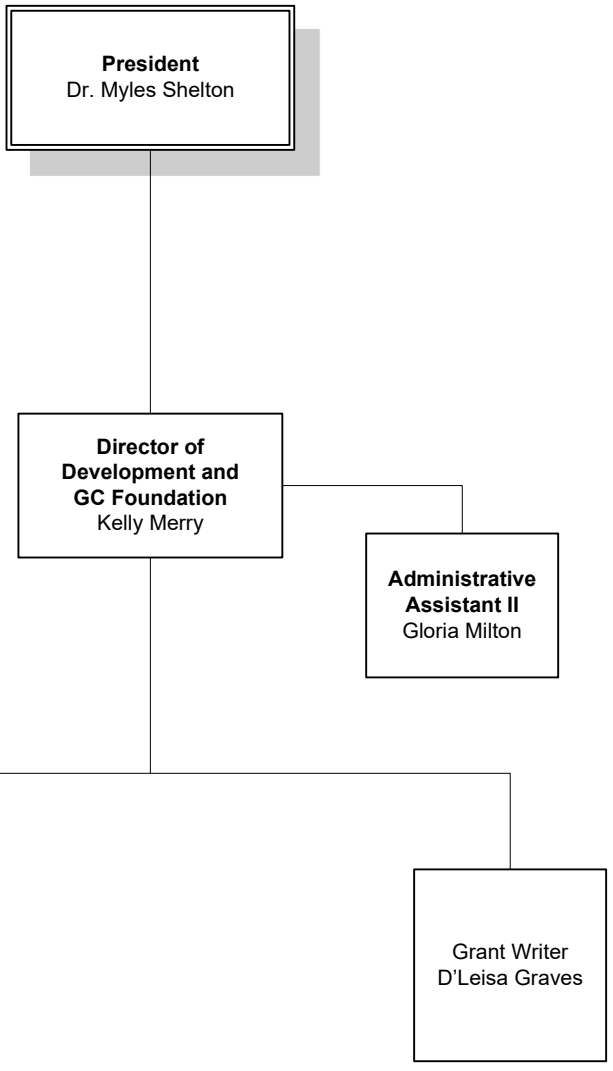 President
Dr. Myles Shelton
Director of
Development and
GC Foundation
Kelly Merry
Administrative
Assistant II
Gloria Milton
Grant Writer
D’Leisa Graves